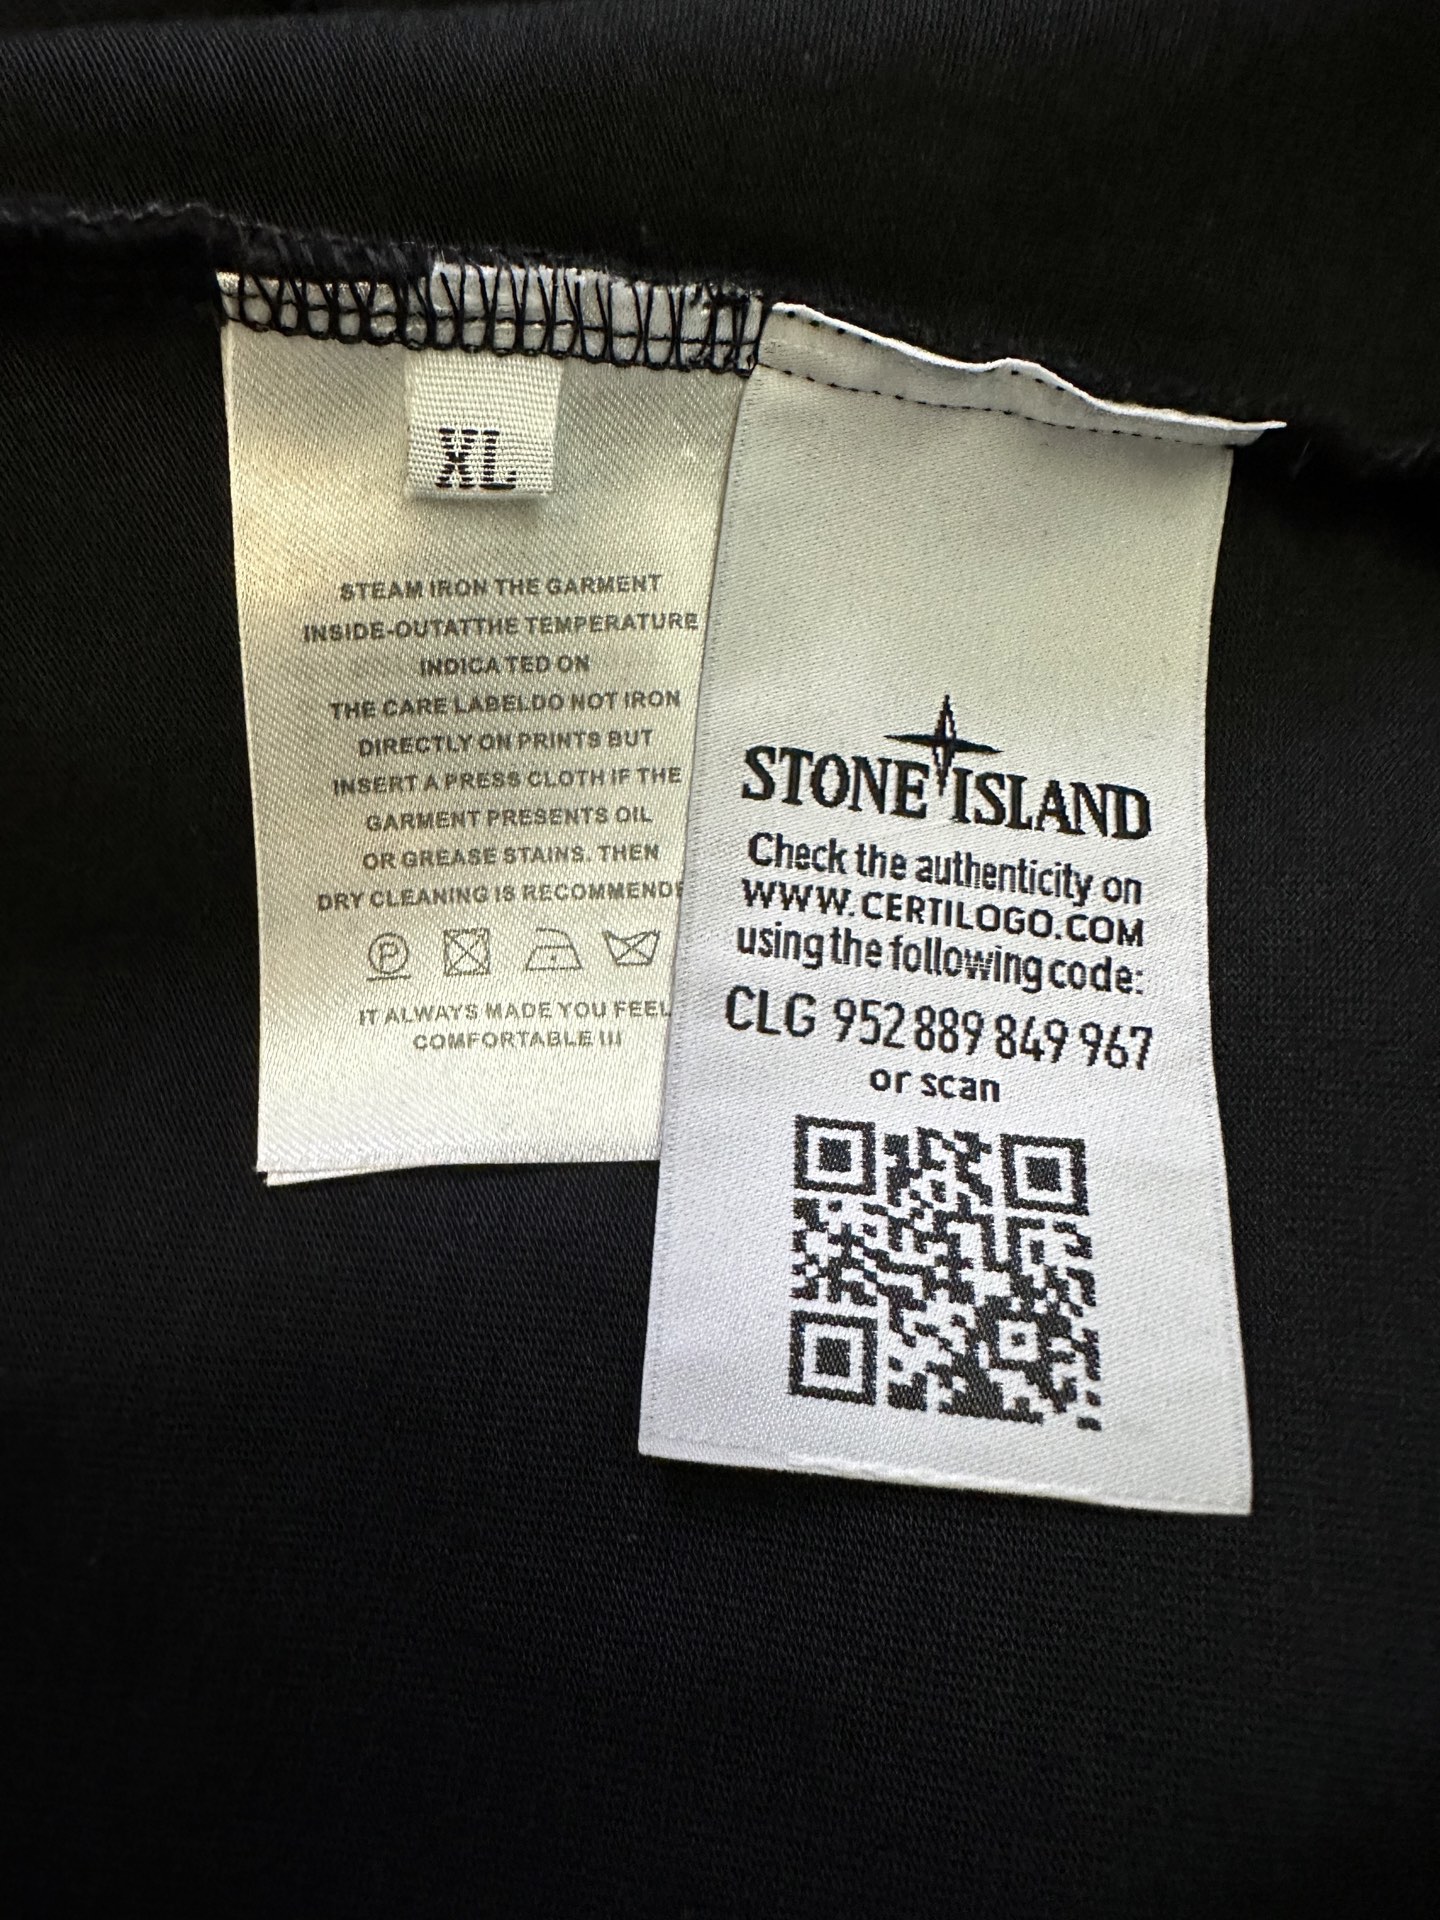 XL
STEAM IRON THE GARMENT
INSIDE-OUTATTHE TEMPERATURE
INDICA TED ON
THE CARE LABELDO NOT IRON
DIRECTLY ON PRINTS BUT
INSERT A PRESS CLOTH IF THE
GARMENT PRESENTS OIL
OR GREASE STAINS. THEN
DRY CLEANING IS RECOMMENDE
P
IT ALWAYS MADE YOU FEEL
COMFORTABLE !!!
STONE ISLAND
Check the authenticity on
WWW.CERTILOGO.COM
using the following code:
CLG 952 889 849 967
or scan